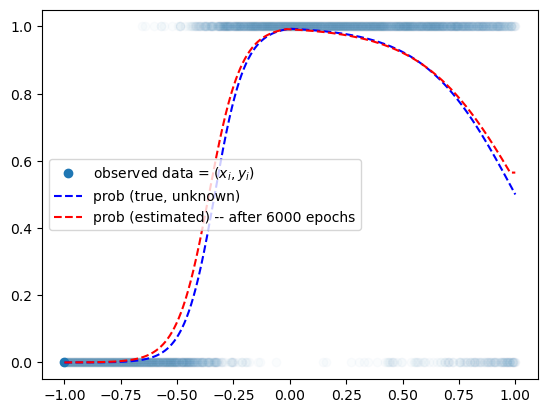 1.0
0.8
0.6
0.4
0.2
0.0
observed data = (x_i, y_i)
prob (true, unknown)
prob (estimated) -- after 6000 epochs
−1.00 −0.75 −0.50 −0.25 0.00 0.25 0.50 0.75 1.00